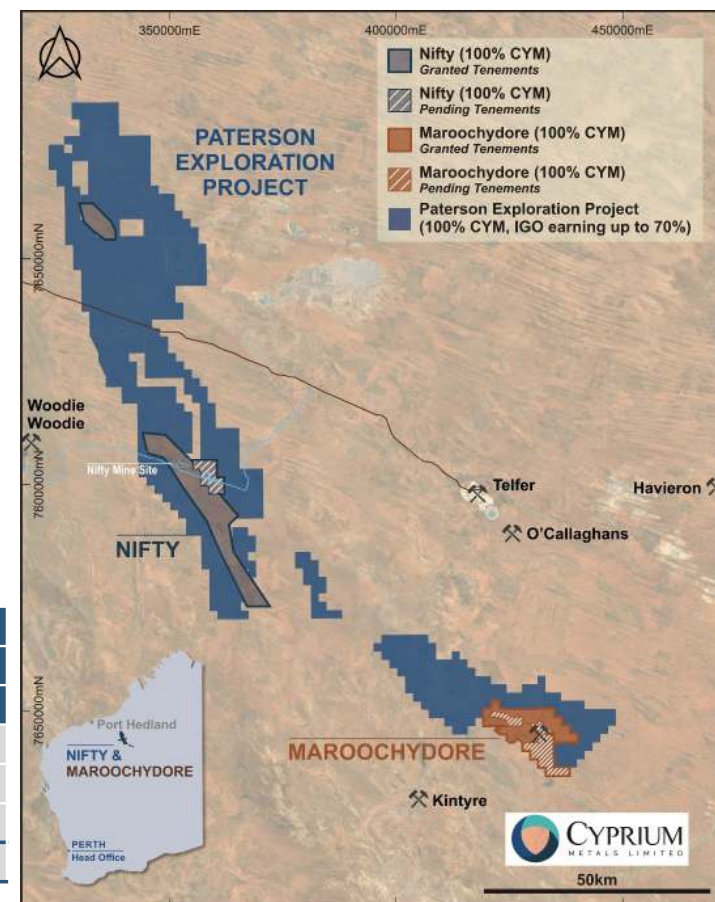 350000mE
400000mE
450000mE
Nifty (100% CYM)
Granted Tenements
Nifty (100% CYM)
Pending Tenements
Maroochydore (100% CYM)
Granted Tenements
Maroochydore (100% CYM)
Pending Tenements
Paterson Exploration Project
(100% CYM, IGO earning up to 70%)
PATERSON
EXPLORATION
PROJECT
7650000mN
Woodie
Woodie
Nifty Mine Site
7600000mN
Telfer
Havieron
O'Callaghans
NIFTY
7650000mN
Port Hedland
NIFTY &
MAROOCHYDORE
PERTH
Head Office
MAROOCHYDORE
Kintyre
CYPRIUM
METALS LIMITED
50km